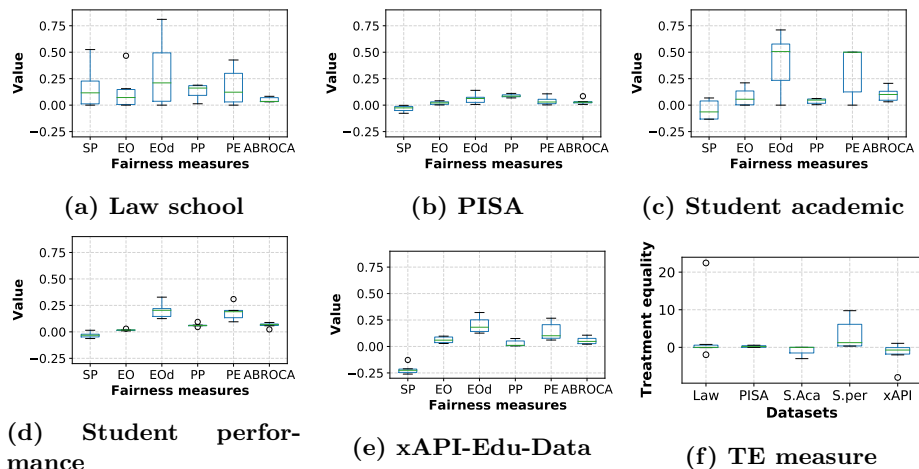 0.75
0.50
0.25
0.00
−0.25
Value
SP EO EOd PP PE ABROCA
Fairness measures
(a) Law school
0.75
0.50
0.25
0.00
−0.25
Value
SP EO EOd PP PE ABROCA
Fairness measures
(b) PISA
0.75
0.50
0.25
0.00
−0.25
Value
SP EO EOd PP PE ABROCA
Fairness measures
(c) Student academic
0.75
0.50
0.25
0.00
−0.25
Value
SP EO EOd PP PE ABROCA
Fairness measures
(d) Student perfor-
mance
0.75
0.50
0.25
0.00
−0.25
Value
SP EO EOd PP PE ABROCA
Fairness measures
(e) xAPI-Edu-Data
20
10
0
Treatment equality
Law PISA S.Aca S.per xAPI
Datasets
(f) TE measure